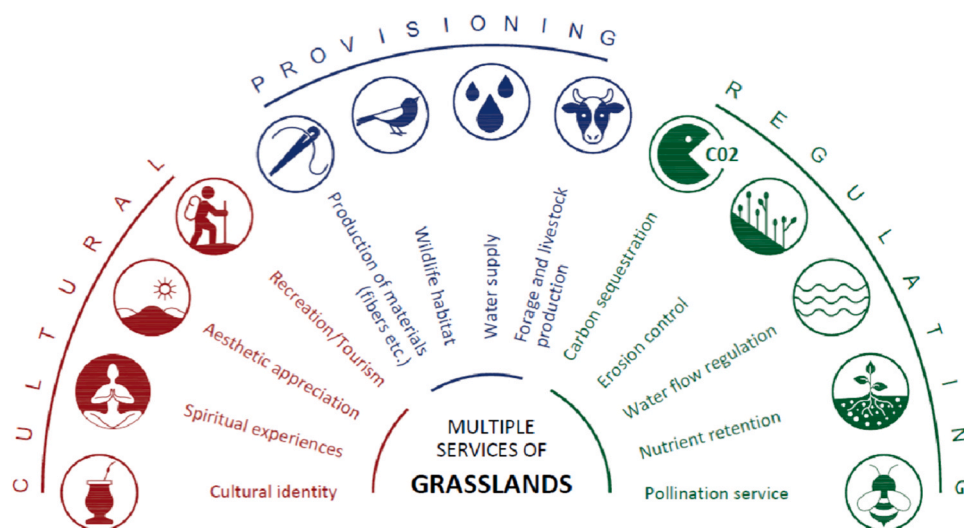 CULTURAL
PROVISIONING
REGULATING
Cultural identity
Spiritual experiences
Aesthetic appreciation
Recreation/Tourism
Production of materials
(fibers etc.)
Wildlife habitat
Water supply
Forage and livestock
production
C02
Carbon sequestration
Erosion control
Water flow regulation
Nutrient retention
Pollination service
MULTIPLE
SERVICES OF
GRASSLANDS